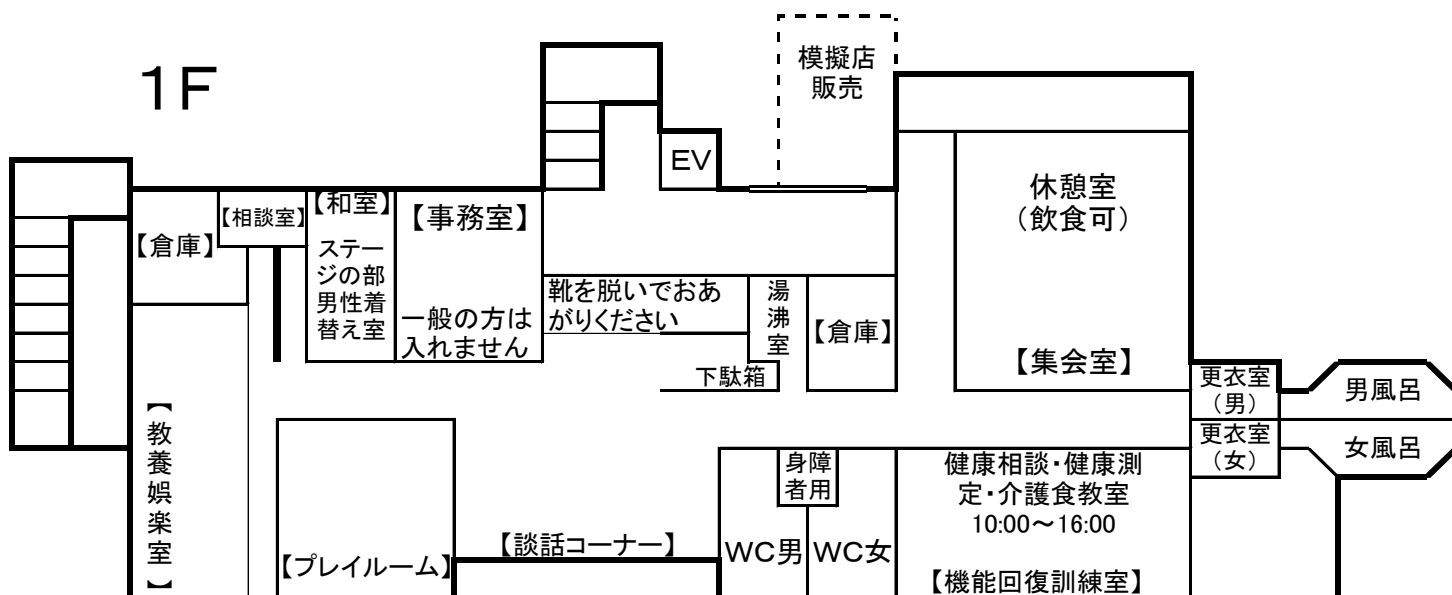 1F
模擬店
販売
EV
休憩室
（飲食可）
【集会室】
【倉庫】
【相談室】
【和室】
ステー
ジの部
男性着
替え室
【事務室】
一般の方は
入れません
靴を脱いでおあ
がりください
湯沸室
【倉庫】
下駄箱
更衣室
（男）
男風呂
更衣室
（女）
女風呂
【教養娯楽室】
【プレイルーム】
【談話コーナー】
身障
者用
WC男
WC女
健康相談・健康測
定・介護食教室
10:00～16:00
【機能回復訓練室】